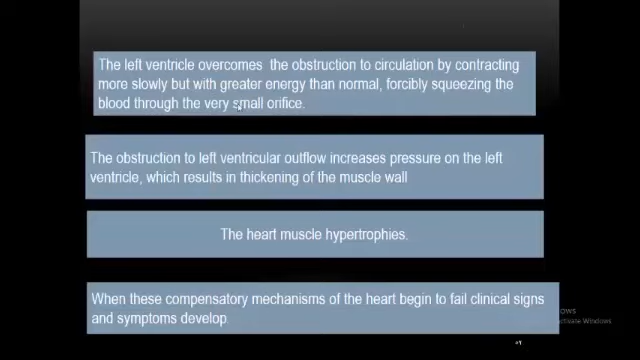 The left ventricle overcomes the obstruction to circulation by contracting
more slowly but with greater energy than normal, forcibly squeezing the
blood through the very small orifice.
The obstruction to left ventricular outflow increases pressure on the left
ventricle, which results in thickening of the muscle wall
The heart muscle hypertrophies.
When these compensatory mechanisms of the heart begin to fail clinical signs
and symptoms develop